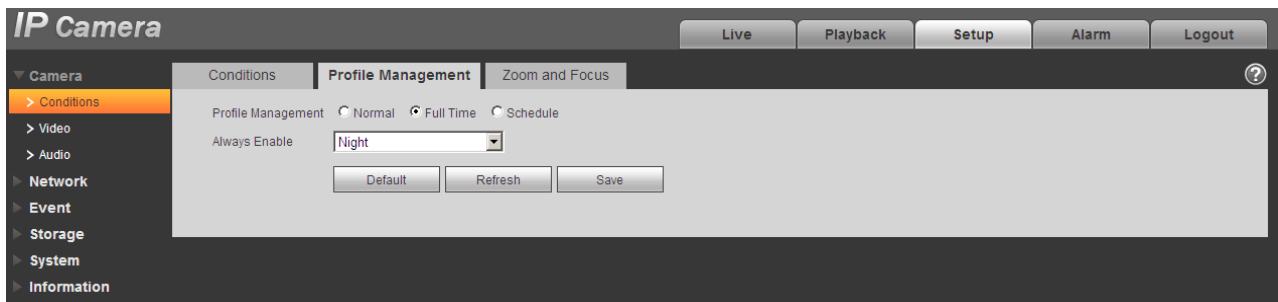 IP Camera
Live Playback Setup Alarm Logout
Camera
Conditions Profile Management Zoom and Focus
?
> Conditions
Profile Management Normal Full Time Schedule
> Video
Always Enable Night
> Audio
Default Refresh Save
Network
Event
Storage
System
Information